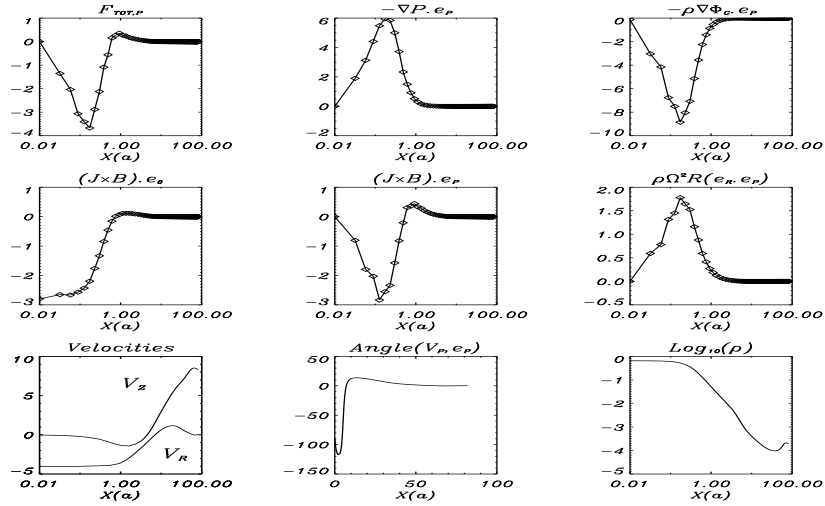 F_TOT,P
−∇P.e_P
−ρ∇Φ_G.e_P
1
0
−1
−2
−3
−4
0.01 1.00 100.00
X(a)
6
4
2
0
−2
0.01 1.00 100.00
X(a)
0
−2
−4
−6
−8
−10
0.01 1.00 100.00
X(a)
(J×B).e_θ
(J×B).e_P
ρΩ²R(e_R.e_P)
1
0
−1
−2
−3
0.01 1.00 100.00
X(a)
1
0
−1
−2
−3
0.01 1.00 100.00
X(a)
2.0
1.5
1.0
0.5
0.0
−0.5
0.01 1.00 100.00
X(a)
Velocities
Angle(V_P,e_P)
Log₁₀(ρ)
10
5
0
−5
V_Z
V_R
0.01 1.00 100.00
X(a)
50
0
−50
−100
−150
0 50 100
X(a)
0
−1
−2
−3
−4
−5
0.01 1.00 100.00
X(a)